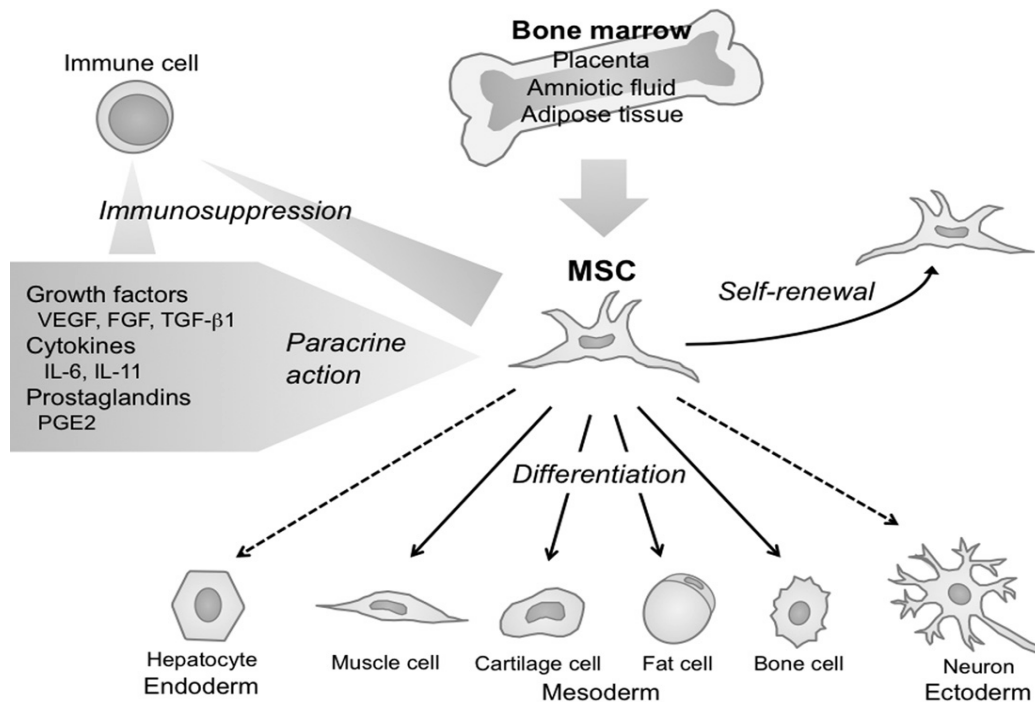 Bone marrow
Placenta
Amniotic fluid
Adipose tissue
Immune cell
Immunosuppression
MSC
Self-renewal
Growth factors
VEGF, FGF, TGF-β1
Cytokines
IL-6, IL-11
Prostaglandins
PGE2
Paracrine
action
Differentiation
Hepatocyte
Endoderm
Muscle cell
Cartilage cell
Fat cell
Bone cell
Mesoderm
Neuron
Ectoderm